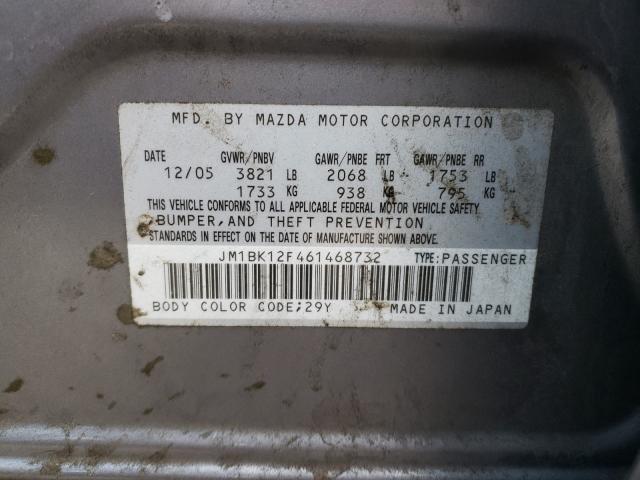 MFD. BY MAZDA MOTOR CORPORATION
DATE GVWR/PNBV GAWR/PNBE FRT GAWR/PNBE RR
12/05 3821 LB 2068 LB 1753 LB
1733 KG 938 KG 795 KG
THIS VEHICLE CONFORMS TO ALL APPLICABLE FEDERAL MOTOR VEHICLE SAFETY,
BUMPER,AND THEFT PREVENTION
STANDARDS IN EFFECT ON THE DATE OF MANUFACTURE SHOWN ABOVE.
JM1BK12F461468732 TYPE:PASSENGER
BODY COLOR CODE;29Y MADE IN JAPAN